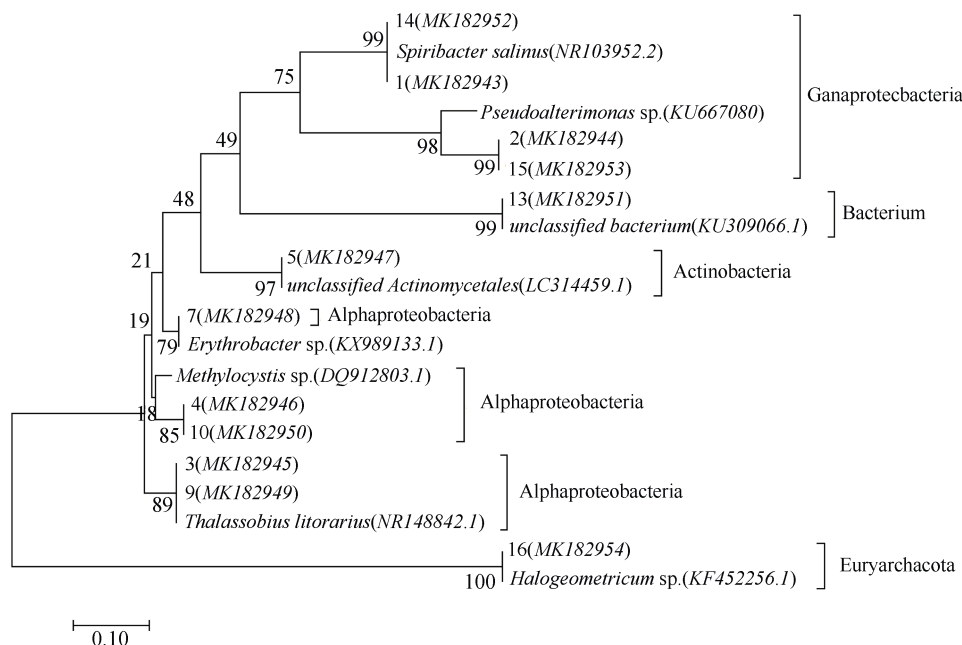 14(MK182952)
99
Spiribacter salinus(NR103952.2)
75
1(MK182943)
Ganaprotecbacteria
Pseudoalterimonas sp.(KU667080)
98
2(MK182944)
49
99
15(MK182953)
13(MK182951)
48
Bacterium
99
unclassified bacterium(KU309066.1)
5(MK182947)
21
Actinobacteria
97
unclassified Actinomycetales(LC314459.1)
7(MK182948)
Alphaproteobacteria
19
79
Erythrobacter sp.(KX989133.1)
Methylocystis sp.(DQ912803.1)
4(MK182946)
Alphaproteobacteria
18
85
10(MK182950)
3(MK182945)
9(MK182949)
Alphaproteobacteria
89
Thalassobius litorarius(NR148842.1)
16(MK182954)
Euryarchacota
100
Halogeometricum sp.(KF452256.1)
0.10